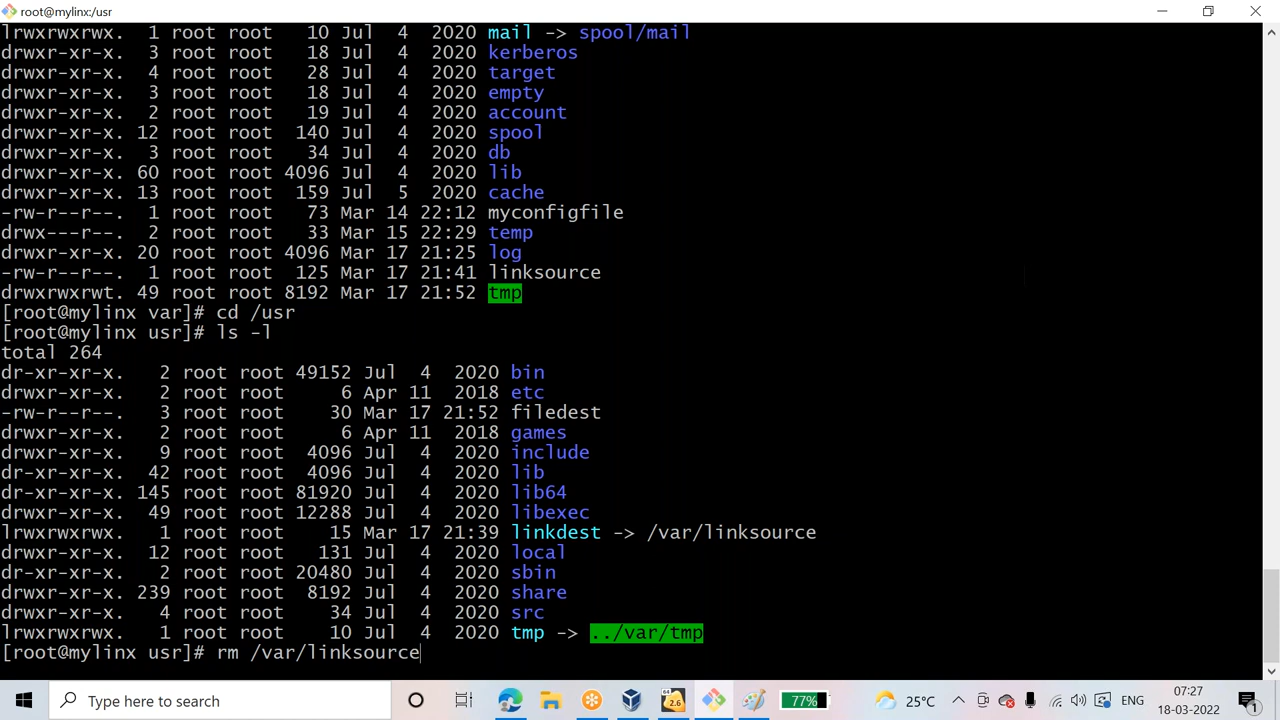 root@mylinx:/usr
lrwxrwxrwx. 1 root root 10 Jul 4 2020 mail -> spool/mail
drwxr-xr-x. 3 root root 18 Jul 4 2020 kerberos
drwxr-xr-x. 4 root root 28 Jul 4 2020 target
drwxr-xr-x. 3 root root 18 Jul 4 2020 empty
drwxr-xr-x. 2 root root 19 Jul 4 2020 account
drwxr-xr-x. 12 root root 140 Jul 4 2020 spool
drwxr-xr-x. 3 root root 34 Jul 4 2020 db
drwxr-xr-x. 60 root root 4096 Jul 4 2020 lib
drwxr-xr-x. 13 root root 159 Jul 5 2020 cache
-rw-r--r--. 1 root root 73 Mar 14 22:12 myconfigfile
drwx---r--. 2 root root 33 Mar 15 22:29 temp
drwxr-xr-x. 20 root root 4096 Mar 17 21:25 log
-rw-r--r--. 1 root root 125 Mar 17 21:41 linksource
drwxrwxrwt. 49 root root 8192 Mar 17 21:52 tmp
[root@mylinx var]# cd /usr
[root@mylinx usr]# ls -l
total 264
dr-xr-xr-x. 2 root root 49152 Jul 4 2020 bin
drwxr-xr-x. 2 root root 6 Apr 11 2018 etc
-rw-r--r--. 3 root root 30 Mar 17 21:52 filedest
drwxr-xr-x. 2 root root 6 Apr 11 2018 games
drwxr-xr-x. 9 root root 4096 Jul 4 2020 include
dr-xr-xr-x. 42 root root 4096 Jul 4 2020 lib
dr-xr-xr-x. 145 root root 81920 Jul 4 2020 lib64
drwxr-xr-x. 49 root root 12288 Jul 4 2020 libexec
lrwxrwxrwx. 1 root root 15 Mar 17 21:39 linkdest -> /var/linksource
drwxr-xr-x. 12 root root 131 Jul 4 2020 local
dr-xr-xr-x. 2 root root 20480 Jul 4 2020 sbin
drwxr-xr-x. 239 root root 8192 Jul 4 2020 share
drwxr-xr-x. 4 root root 34 Jul 4 2020 src
lrwxrwxrwx. 1 root root 10 Jul 4 2020 tmp -> ../var/tmp
[root@mylinx usr]# rm /var/linksource
Type here to search
64
2.6
77%
25°C
ENG
07:27
18-03-2022
1